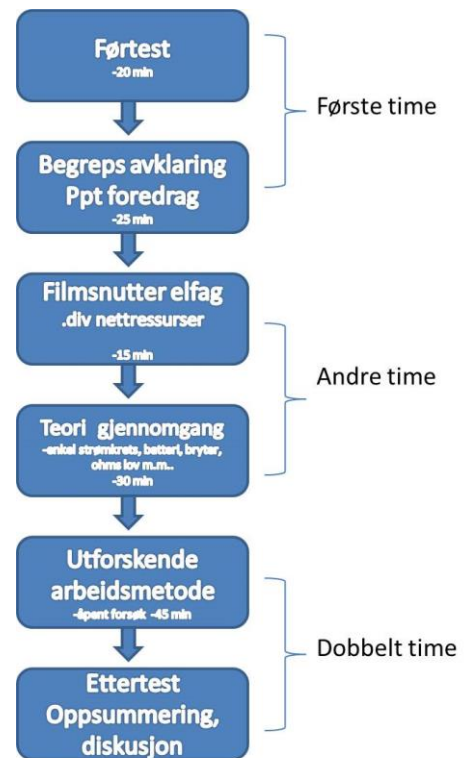 Førtest
-20 min
Første time
Begreps avklaring
Ppt foredrag
-25 min
Filmsnutter elfag
.div nettressurser
-15 min
Andre time
Teori gjennomgang
-enkel strømkrets, batteri, bryter,
ohms lov m.m..
-30 min
Utforskende
arbeidsmetode
-åpent forsøk -45 min
Dobbelt time
Ettertest
Oppsummering,
diskusjon